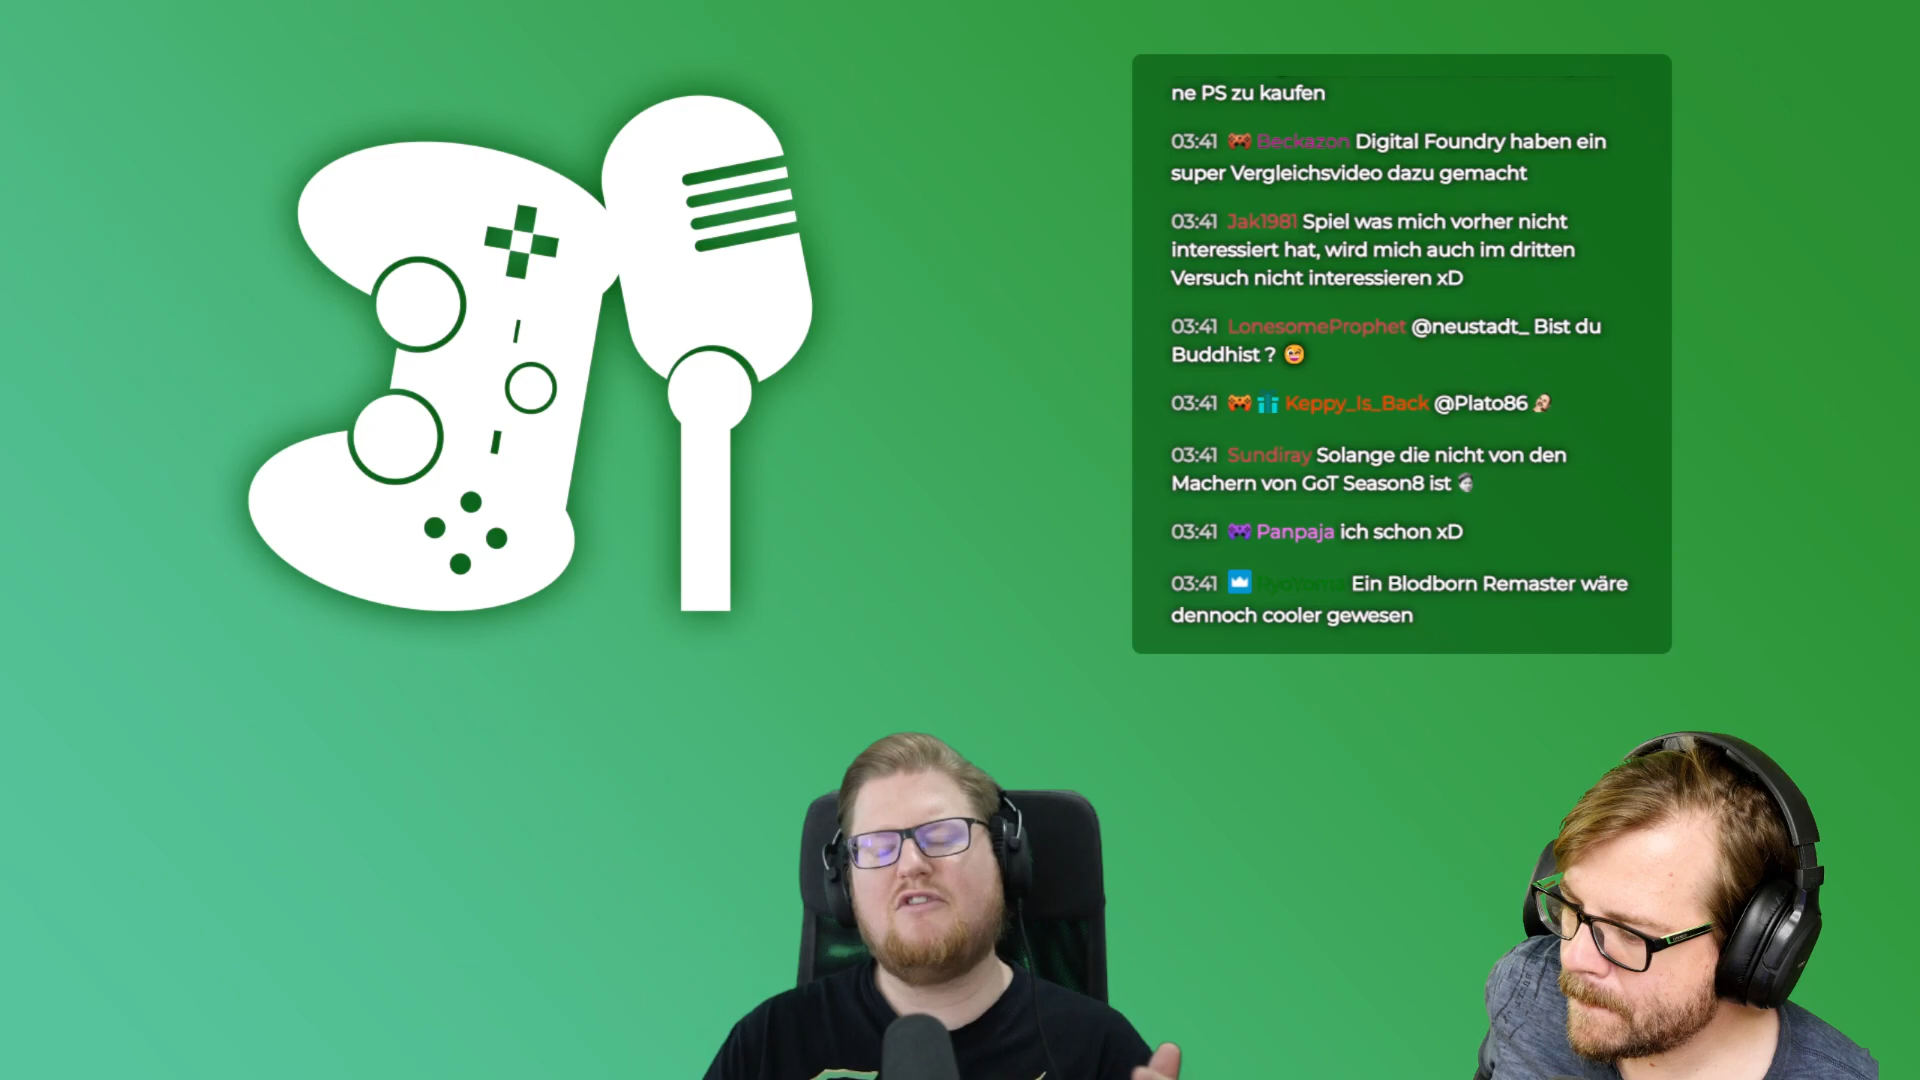 ne PS zu kaufen
03:41 Beckazon Digital Foundry haben ein
super Vergleichsvideo dazu gemacht
03:41 Jak1981 Spiel was mich vorher nicht
interessiert hat, wird mich auch im dritten
Versuch nicht interessieren xD
03:41 LonesomeProphet @neustadt_ Bist du
Buddhist ?
03:41 Keppy_Is_Back @Plato86
03:41 Sundiray Solange die nicht von den
Machern von GoT Season8 ist
03:41 Panpaja ich schon xD
03:41 RyoYoma Ein Blodborn Remaster wäre
dennoch cooler gewesen